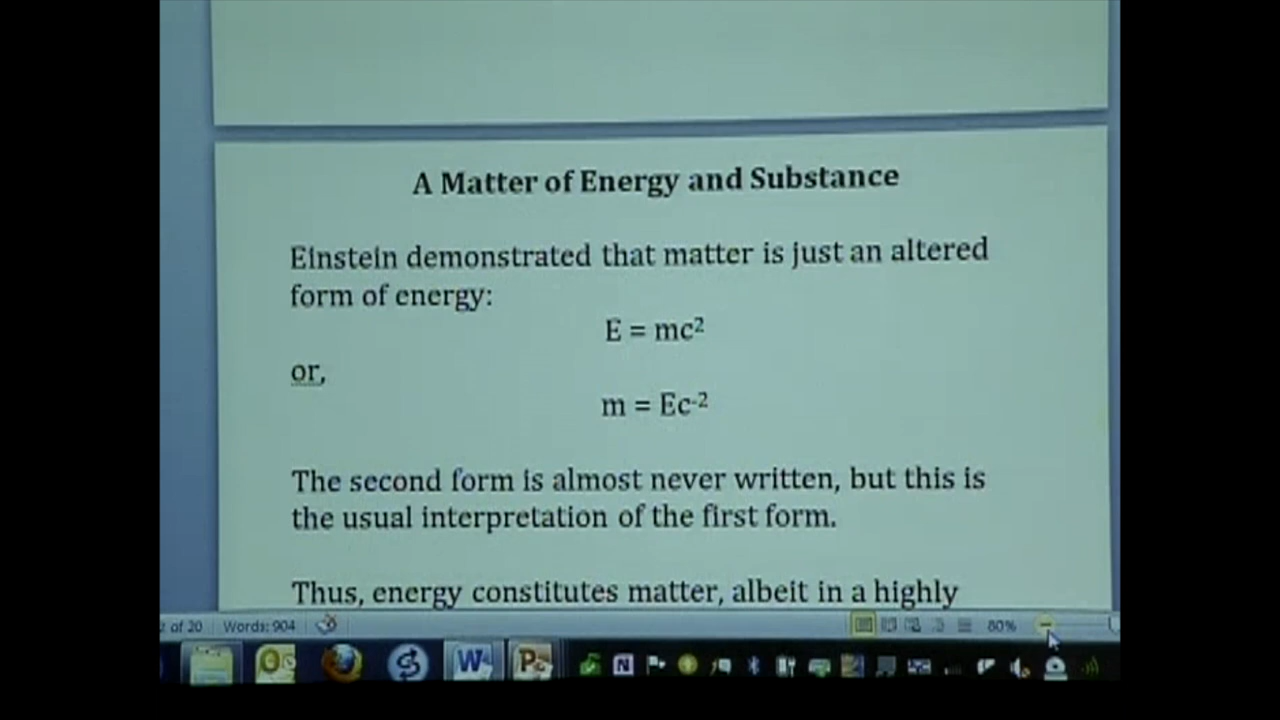 A Matter of Energy and Substance
Einstein demonstrated that matter is just an altered
form of energy:
E = mc²
or,
m = Ec⁻²
The second form is almost never written, but this is
the usual interpretation of the first form.
Thus, energy constitutes matter, albeit in a highly
of 20 Words: 904 80%